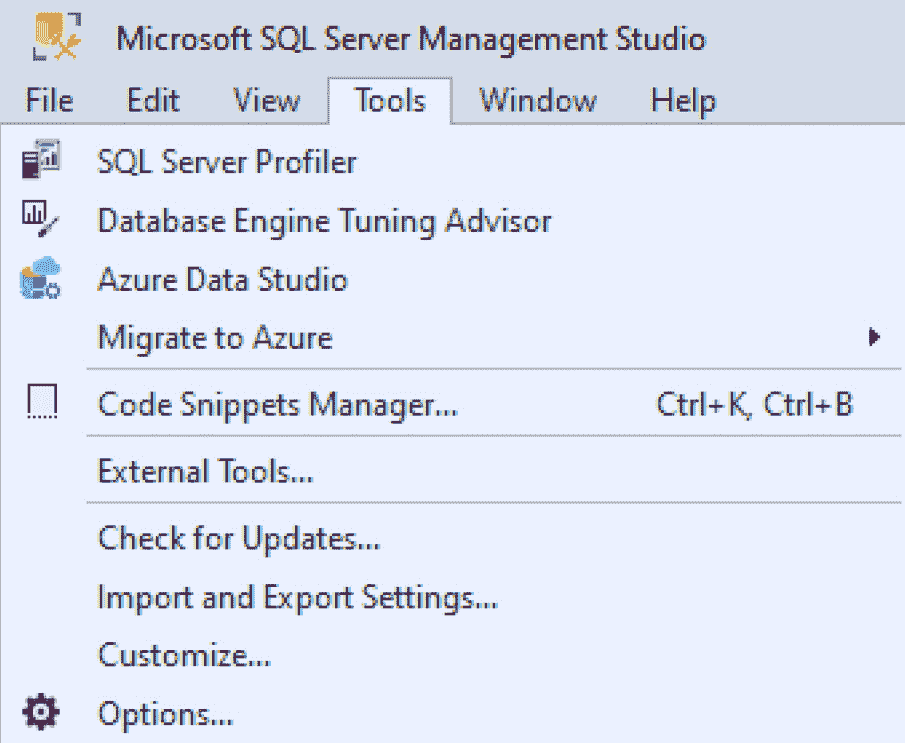 Microsoft SQL Server Management Studio
File Edit View Tools Window Help
SQL Server Profiler
Database Engine Tuning Advisor
Azure Data Studio
Migrate to Azure
Code Snippets Manager... Ctrl+K, Ctrl+B
External Tools...
Check for Updates...
Import and Export Settings...
Customize...
Options...